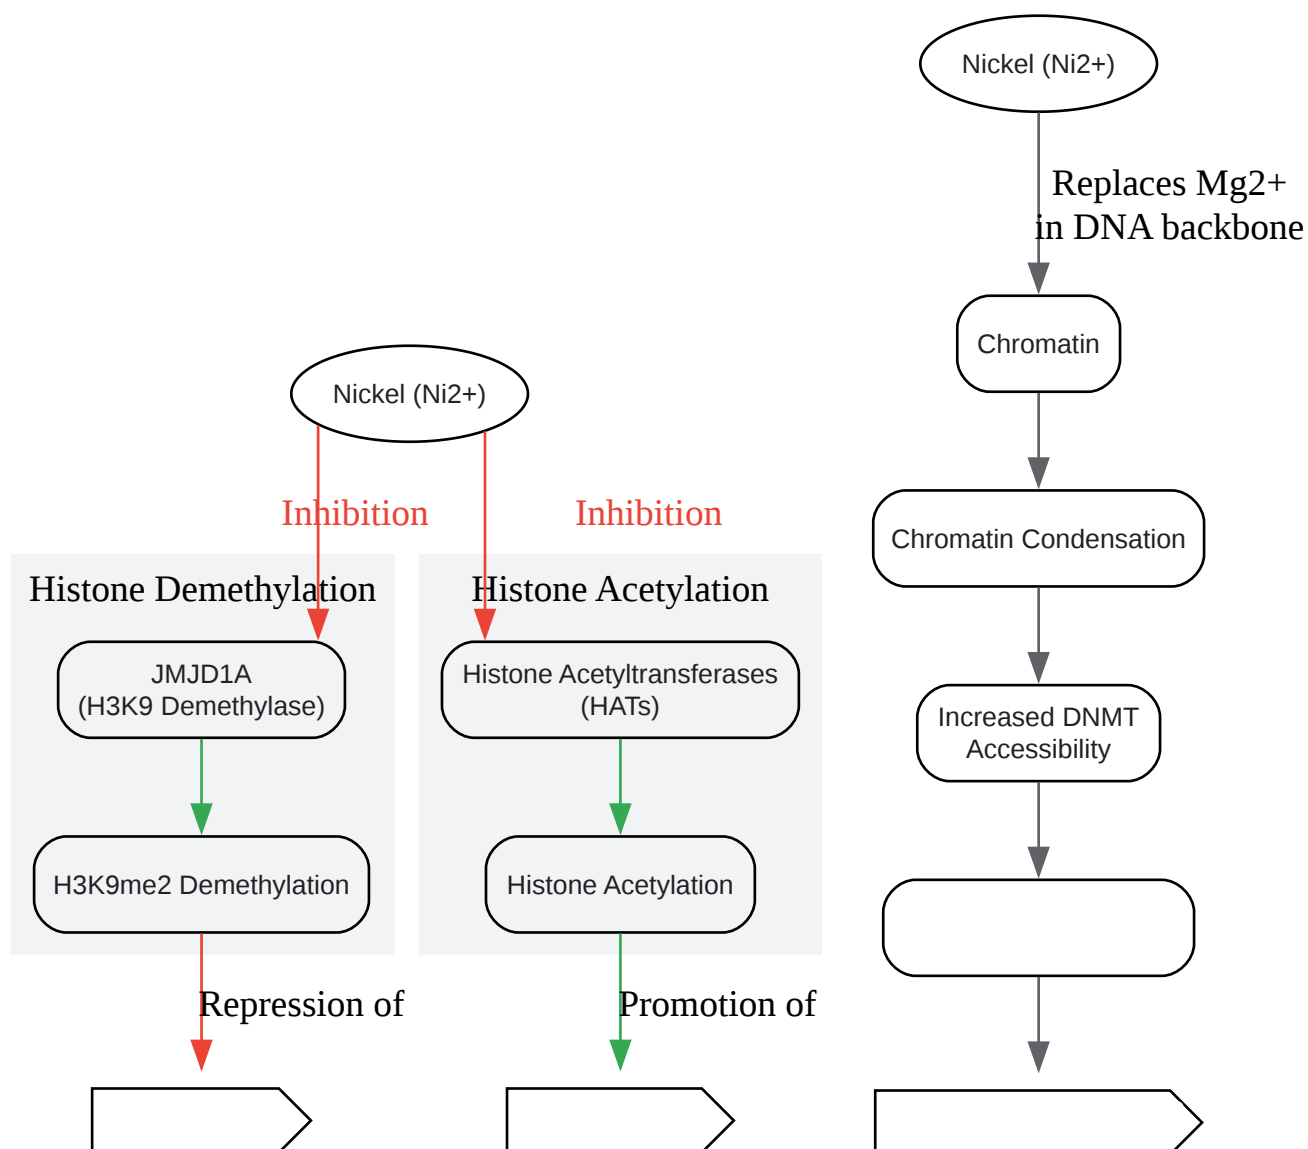 Nickel (Ni2+)
Replaces Mg2+
in DNA backbone
Chromatin
Nickel (Ni2+)
Inhibition
Inhibition
Chromatin Condensation
Histone Demethylation
Histone Acetylation
JMJD1A
(H3K9 Demethylase)
Histone Acetyltransferases
(HATs)
Increased DNMT
Accessibility
H3K9me2 Demethylation
Histone Acetylation
Repression of
Promotion of